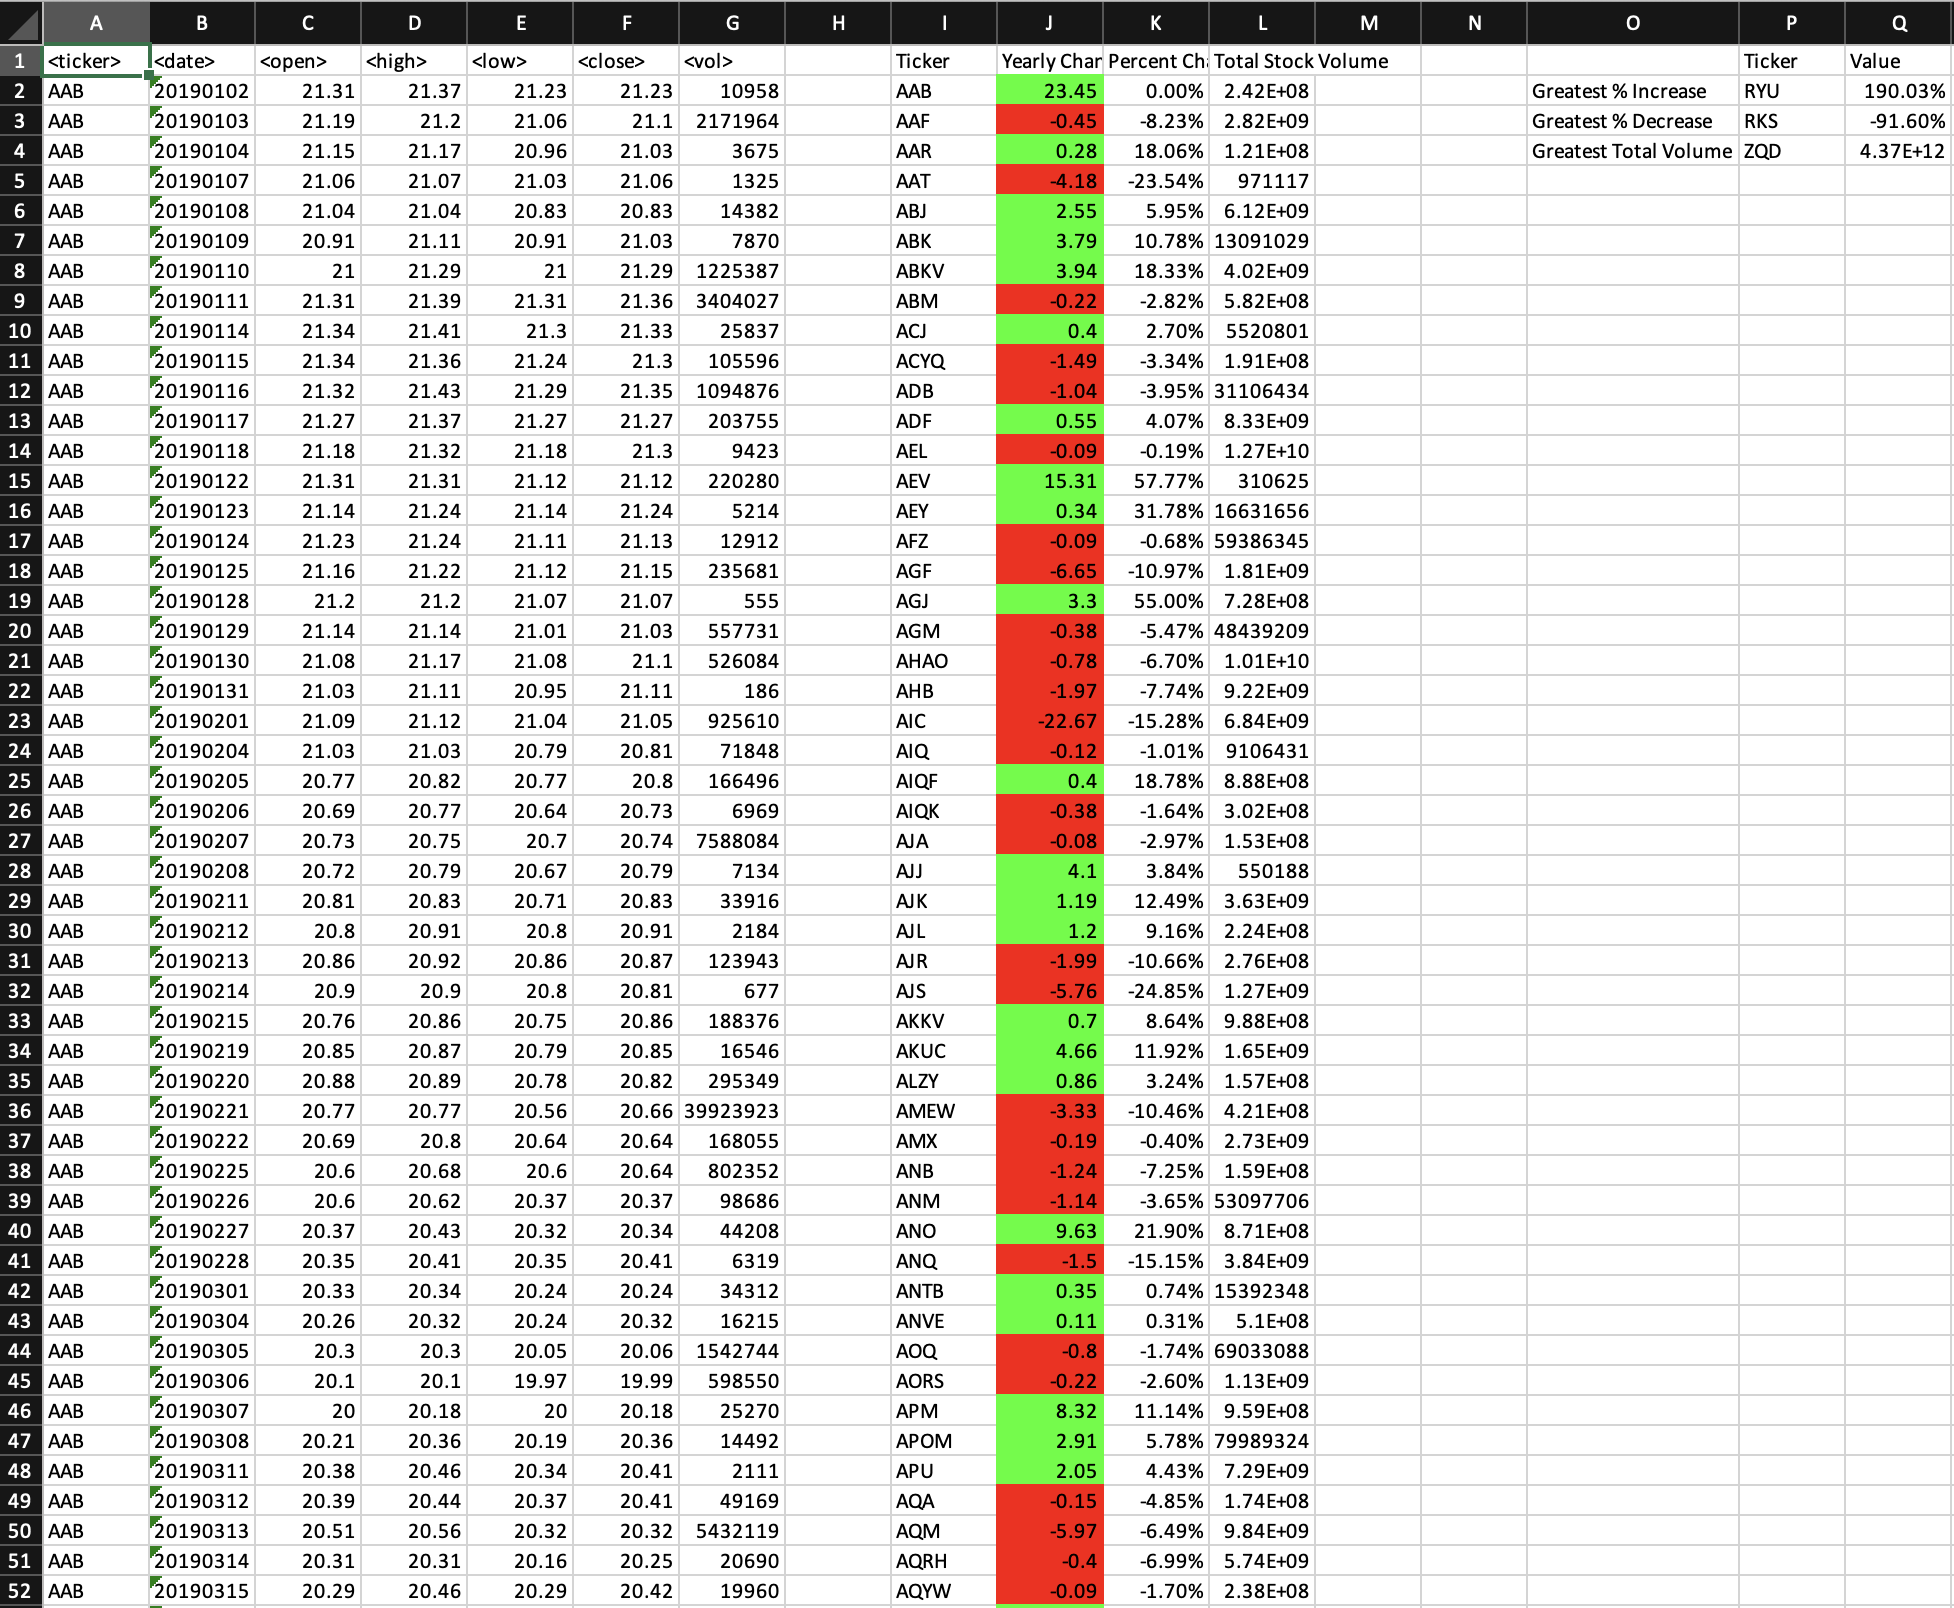 A B C D E F G H I J K L M N O P Q
1 <ticker> <date> <open> <high> <low> <close> <vol> Ticker Yearly Char Percent Ch Total Stock Volume Ticker Value
2 AAB 20190102 21.31 21.37 21.23 21.23 10958 AAB 23.45 0.00% 2.42E+08 Greatest % Increase RYU 190.03%
3 AAB 20190103 21.19 21.2 21.06 21.1 2171964 AAF -0.45 -8.23% 2.82E+09 Greatest % Decrease RKS -91.60%
4 AAB 20190104 21.15 21.17 20.96 21.03 3675 AAR 0.28 18.06% 1.21E+08 Greatest Total Volume ZQD 4.37E+12
5 AAB 20190107 21.06 21.07 21.03 21.06 1325 AAT -4.18 -23.54% 971117
6 AAB 20190108 21.04 21.04 20.83 20.83 14382 ABJ 2.55 5.95% 6.12E+09
7 AAB 20190109 20.91 21.11 20.91 21.03 7870 ABK 3.79 10.78% 13091029
8 AAB 20190110 21 21.29 21 21.29 1225387 ABKV 3.94 18.33% 4.02E+09
9 AAB 20190111 21.31 21.39 21.31 21.36 3404027 ABM -0.22 -2.82% 5.82E+08
10 AAB 20190114 21.34 21.41 21.3 21.33 25837 ACJ 0.4 2.70% 5520801
11 AAB 20190115 21.34 21.36 21.24 21.3 105596 ACYQ -1.49 -3.34% 1.91E+08
12 AAB 20190116 21.32 21.43 21.29 21.35 1094876 ADB -1.04 -3.95% 31106434
13 AAB 20190117 21.27 21.37 21.27 21.27 203755 ADF 0.55 4.07% 8.33E+09
14 AAB 20190118 21.18 21.32 21.18 21.3 9423 AEL -0.09 -0.19% 1.27E+10
15 AAB 20190122 21.31 21.31 21.12 21.12 220280 AEV 15.31 57.77% 310625
16 AAB 20190123 21.14 21.24 21.14 21.24 5214 AEY 0.34 31.78% 16631656
17 AAB 20190124 21.23 21.24 21.11 21.13 12912 AFZ -0.09 -0.68% 59386345
18 AAB 20190125 21.16 21.22 21.12 21.15 235681 AGF -6.65 -10.97% 1.81E+09
19 AAB 20190128 21.2 21.2 21.07 21.07 555 AGJ 3.3 55.00% 7.28E+08
20 AAB 20190129 21.14 21.14 21.01 21.03 557731 AGM -0.38 -5.47% 48439209
21 AAB 20190130 21.08 21.17 21.08 21.1 526084 AHAO -0.78 -6.70% 1.01E+10
22 AAB 20190131 21.03 21.11 20.95 21.11 186 AHB -1.97 -7.74% 9.22E+09
23 AAB 20190201 21.09 21.12 21.04 21.05 925610 AIC -22.67 -15.28% 6.84E+09
24 AAB 20190204 21.03 21.03 20.79 20.81 71848 AIQ -0.12 -1.01% 9106431
25 AAB 20190205 20.77 20.82 20.77 20.8 166496 AIQF 0.4 18.78% 8.88E+08
26 AAB 20190206 20.69 20.77 20.64 20.73 6969 AIQK -0.38 -1.64% 3.02E+08
27 AAB 20190207 20.73 20.75 20.7 20.74 7588084 AJA -0.08 -2.97% 1.53E+08
28 AAB 20190208 20.72 20.79 20.67 20.79 7134 AJJ 4.1 3.84% 550188
29 AAB 20190211 20.81 20.83 20.71 20.83 33916 AJK 1.19 12.49% 3.63E+09
30 AAB 20190212 20.8 20.91 20.8 20.91 2184 AJL 1.2 9.16% 2.24E+08
31 AAB 20190213 20.86 20.92 20.86 20.87 123943 AJR -1.99 -10.66% 2.76E+08
32 AAB 20190214 20.9 20.9 20.8 20.81 677 AJS -5.76 -24.85% 1.27E+09
33 AAB 20190215 20.76 20.86 20.75 20.86 188376 AKKV 0.7 8.64% 9.88E+08
34 AAB 20190219 20.85 20.87 20.79 20.85 16546 AKUC 4.66 11.92% 1.65E+09
35 AAB 20190220 20.88 20.89 20.78 20.82 295349 ALZY 0.86 3.24% 1.57E+08
36 AAB 20190221 20.77 20.77 20.56 20.66 39923923 AMEW -3.33 -10.46% 4.21E+08
37 AAB 20190222 20.69 20.8 20.64 20.64 168055 AMX -0.19 -0.40% 2.73E+09
38 AAB 20190225 20.6 20.68 20.6 20.64 802352 ANB -1.24 -7.25% 1.59E+08
39 AAB 20190226 20.6 20.62 20.37 20.37 98686 ANM -1.14 -3.65% 53097706
40 AAB 20190227 20.37 20.43 20.32 20.34 44208 ANO 9.63 21.90% 8.71E+08
41 AAB 20190228 20.35 20.41 20.35 20.41 6319 ANQ -1.5 -15.15% 3.84E+09
42 AAB 20190301 20.33 20.34 20.24 20.24 34312 ANTB 0.35 0.74% 15392348
43 AAB 20190304 20.26 20.32 20.24 20.32 16215 ANVE 0.11 0.31% 5.1E+08
44 AAB 20190305 20.3 20.3 20.05 20.06 1542744 AOQ -0.8 -1.74% 69033088
45 AAB 20190306 20.1 20.1 19.97 19.99 598550 AORS -0.22 -2.60% 1.13E+09
46 AAB 20190307 20 20.18 20 20.18 25270 APM 8.32 11.14% 9.59E+08
47 AAB 20190308 20.21 20.36 20.19 20.36 14492 APOM 2.91 5.78% 79989324
48 AAB 20190311 20.38 20.46 20.34 20.41 2111 APU 2.05 4.43% 7.29E+09
49 AAB 20190312 20.39 20.44 20.37 20.41 49169 AQA -0.15 -4.85% 1.74E+08
50 AAB 20190313 20.51 20.56 20.32 20.32 5432119 AQM -5.97 -6.49% 9.84E+09
51 AAB 20190314 20.31 20.31 20.16 20.25 20690 AQRH -0.4 -6.99% 5.74E+09
52 AAB 20190315 20.29 20.46 20.29 20.42 19960 AQYW -0.09 -1.70% 2.38E+08